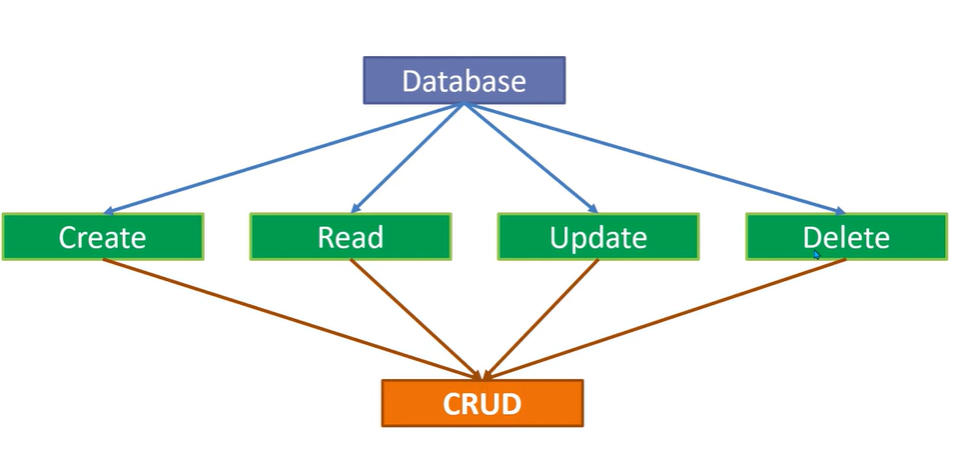 Database
Create
Read
Update
Delete
CRUD